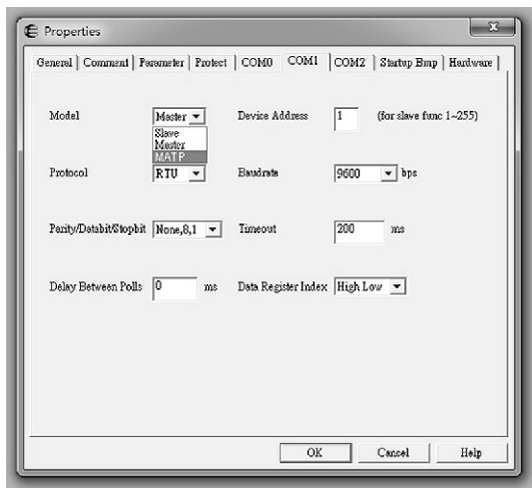 Properties
General Comment Parameter Protect COM0 COM1 COM2 Startup Bmp Hardware
Model Master Device Address 1 (for slave func 1~255)
Slave
Master
MATP
Protocol RTU Baudrate 9600 bps
Parity/Databit/Stopbit None,8,1 Timeout 200 ms
Delay Between Polls 0 ms Data Register Index High Low
OK Cancel Help